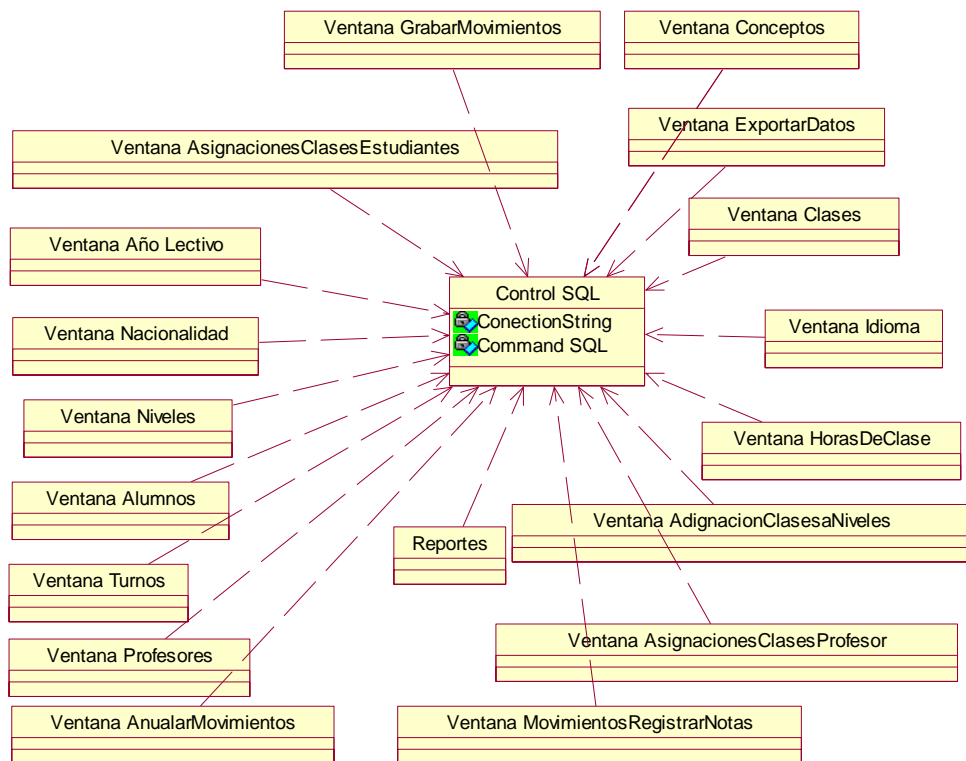 Ventana GrabarMovimientos
Ventana Conceptos
Ventana ExportarDatos
Ventana AsignacionesClasesEstudiantes
Ventana Clases
Ventana Año Lectivo
Control SQL
ConectionString
Command SQL
Ventana Nacionalidad
Ventana Idioma
Ventana Niveles
Ventana HorasDeClase
Ventana Alumnos
Reportes
Ventana AdignacionClasesaNiveles
Ventana Turnos
Ventana Profesores
Ventana AsignacionesClasesProfesor
Ventana AnualarMovimientos
Ventana MovimientosRegistrarNotas